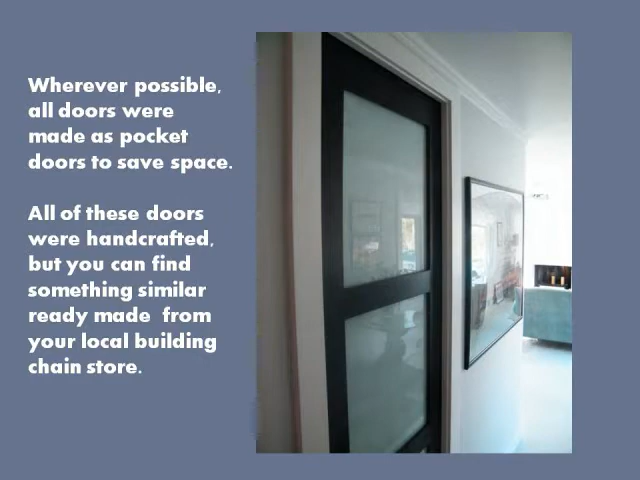 Wherever possible,
all doors were
made as pocket
doors to save space.
All of these doors
were handcrafted,
but you can find
something similar
ready made  from
your local building
chain store.